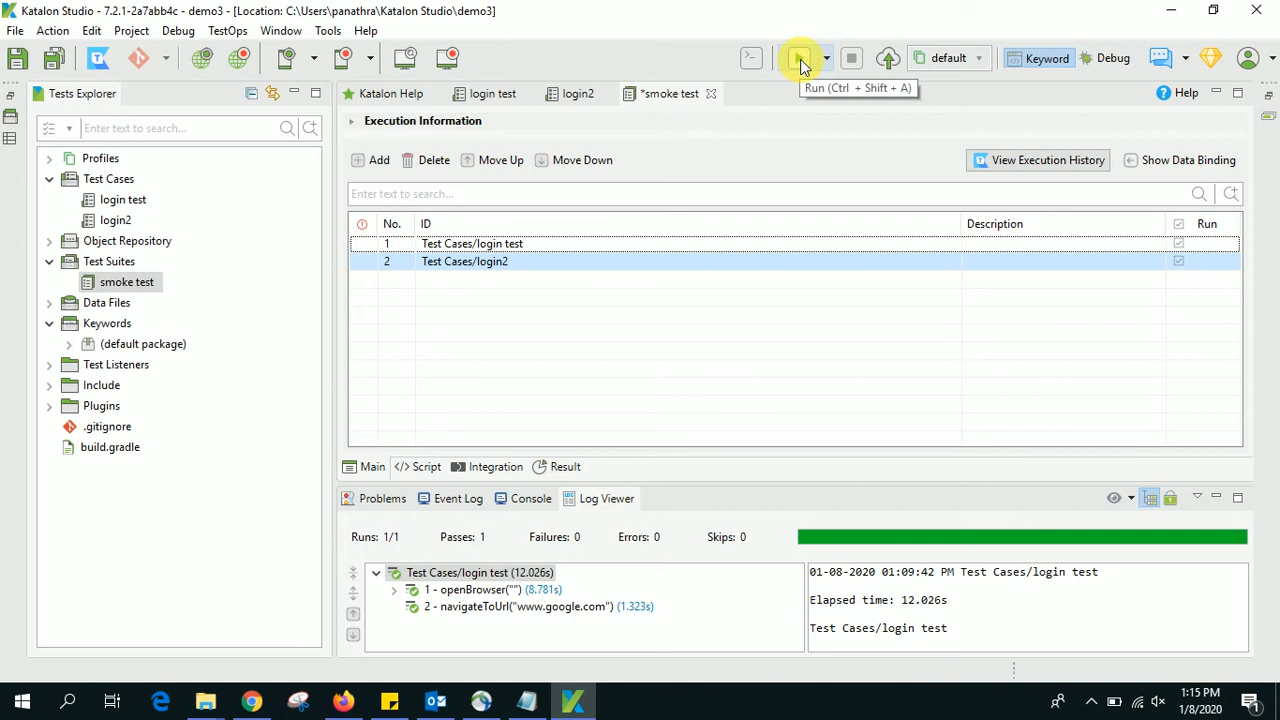 Katalon Studio - 7.2.1-2a7abb4c - demo3 - [Location: C:\Users\panathra\Katalon Studio\demo3]
File Action Edit Project Debug TestOps Window Tools Help
default
Keyword
Debug
Run (Ctrl + Shift + A)
Tests Explorer
Enter text to search...
Profiles
Test Cases
login test
login2
Object Repository
Test Suites
smoke test
Data Files
Keywords
(default package)
Test Listeners
Include
Plugins
.gitignore
build.gradle
Katalon Help
login test
login2
*smoke test
Help
Execution Information
Add Delete Move Up Move Down
View Execution History
Show Data Binding
Enter text to search...
No. ID Description Run
1 Test Cases/login test
2 Test Cases/login2
Main Script Integration Result
Problems Event Log Console Log Viewer
Runs: 1/1 Passes: 1 Failures: 0 Errors: 0 Skips: 0
Test Cases/login test (12.026s)
1 - openBrowser("") (8.781s)
2 - navigateToUrl("www.google.com") (1.323s)
01-08-2020 01:09:42 PM Test Cases/login test
Elapsed time: 12.026s
Test Cases/login test
1:15 PM
1/8/2020